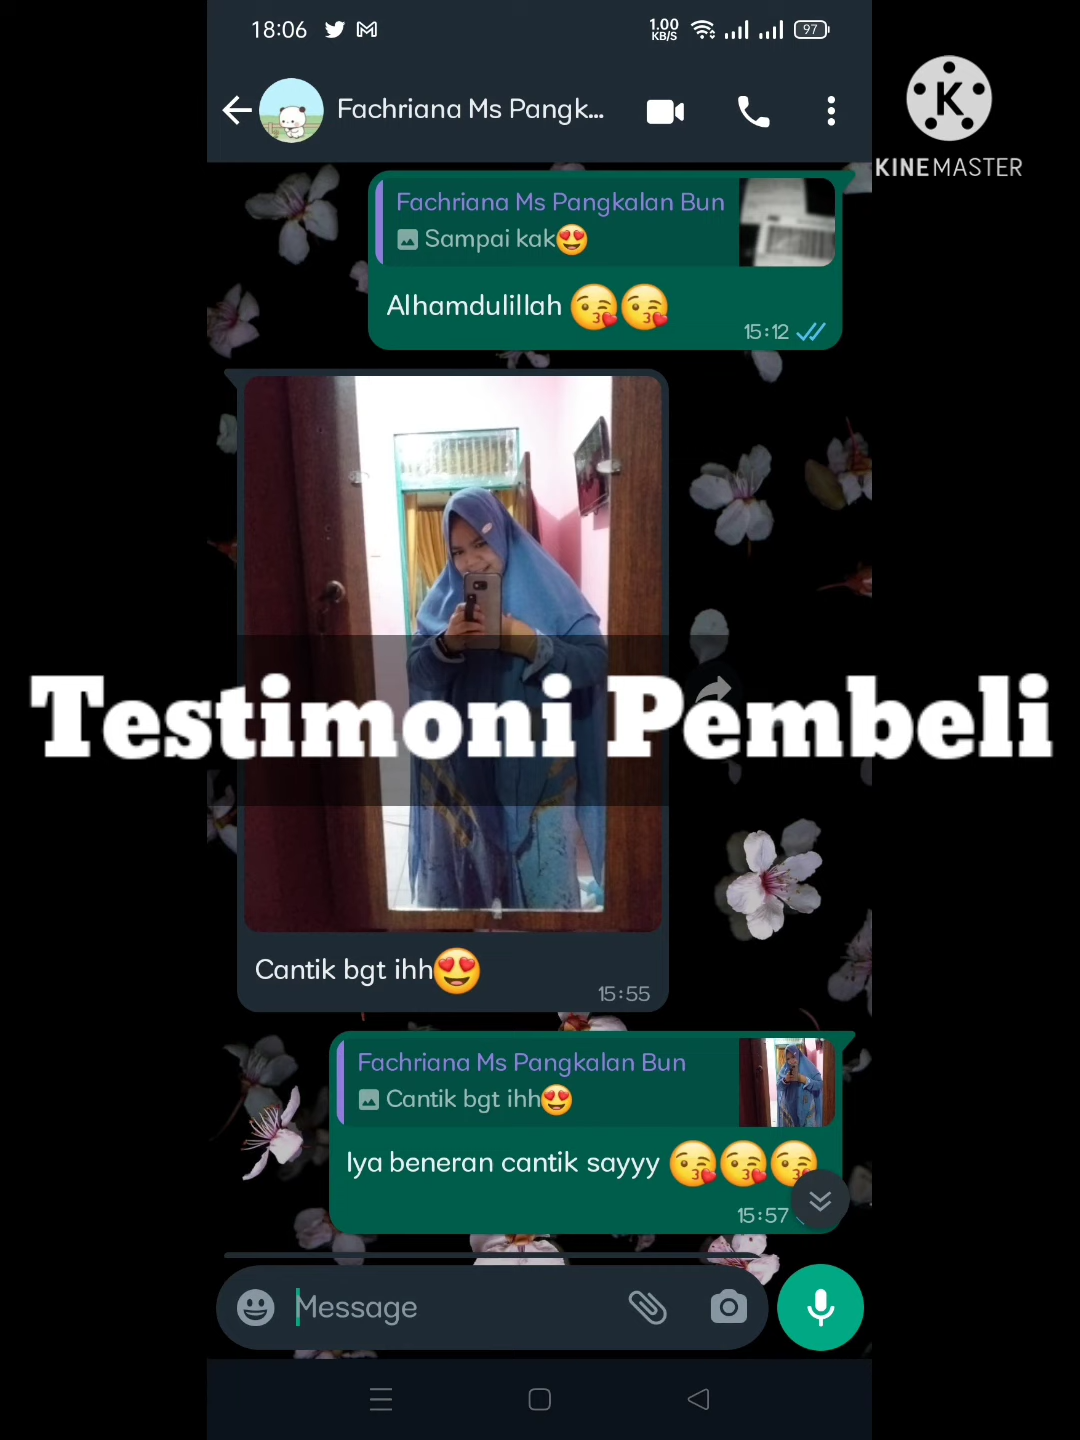 18:06
1.00
KB/S
97
Fachriana Ms Pangk...
K
KINEMASTER
Fachriana Ms Pangkalan Bun
Sampai kak😍
Alhamdulillah 😘😘
15:12
Testimoni Pembeli
Cantik bgt ihh😍
15:55
Fachriana Ms Pangkalan Bun
Cantik bgt ihh😍
Iya beneran cantik sayyy 😘😘😘
15:57
Message